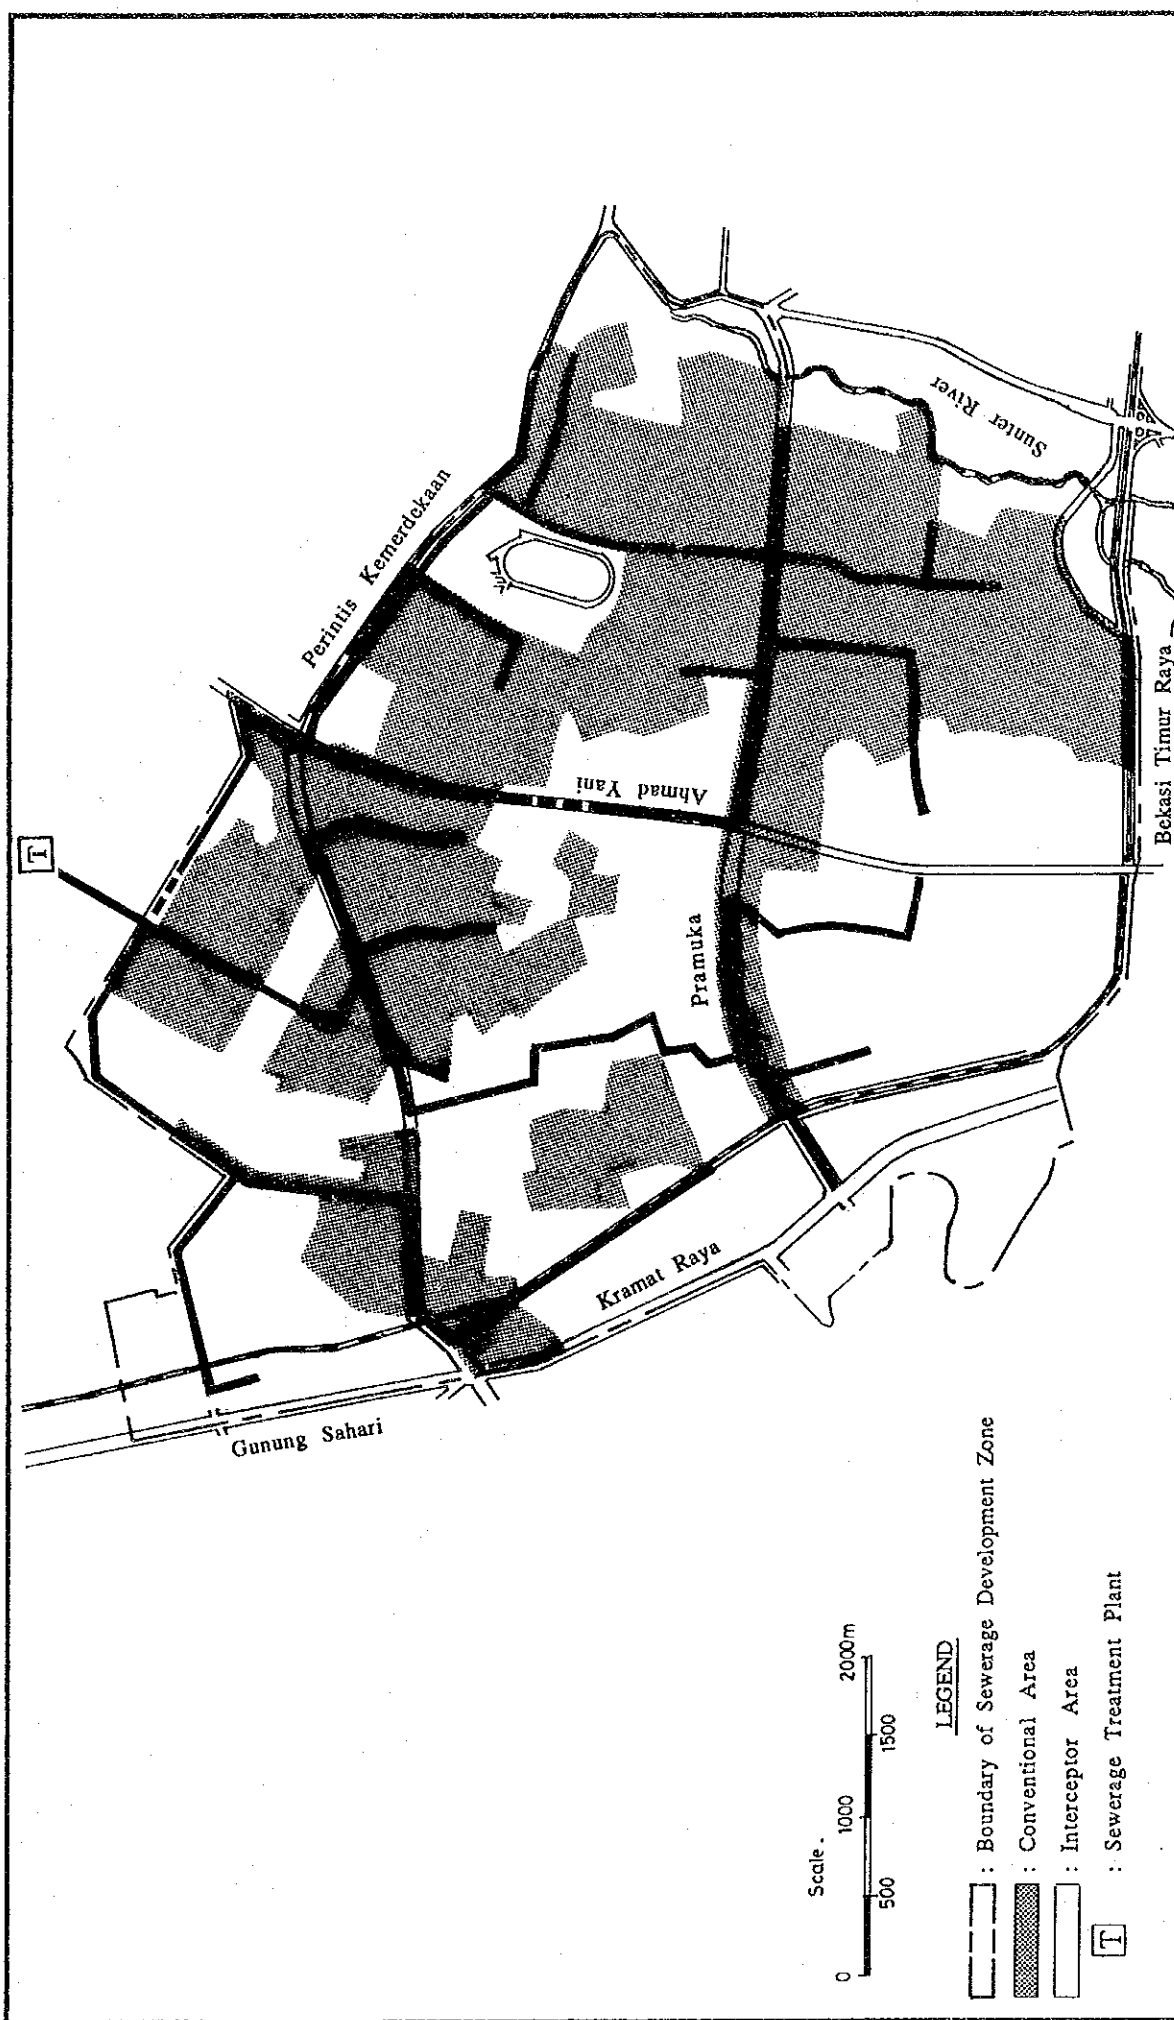 T
Perintis Kemerdekaan
Ahmad Yani
Pramuka
Sunter River
Bekasi Timur Raya
Kramat Raya
Gunung Sahari
Scale.
0 500 1000 1500 2000m
LEGEND
: Boundary of Sewerage Development Zone
: Conventional Area
: Interceptor Area
T : Sewerage Treatment Plant